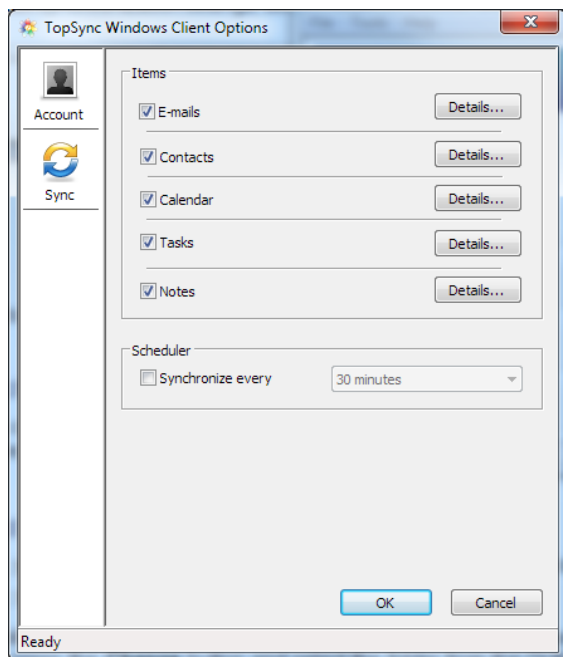 TopSync Windows Client Options
Account
Sync
Items
E-mails Details...
Contacts Details...
Calendar Details...
Tasks Details...
Notes Details...
Scheduler
Synchronize every 30 minutes
OK Cancel
Ready